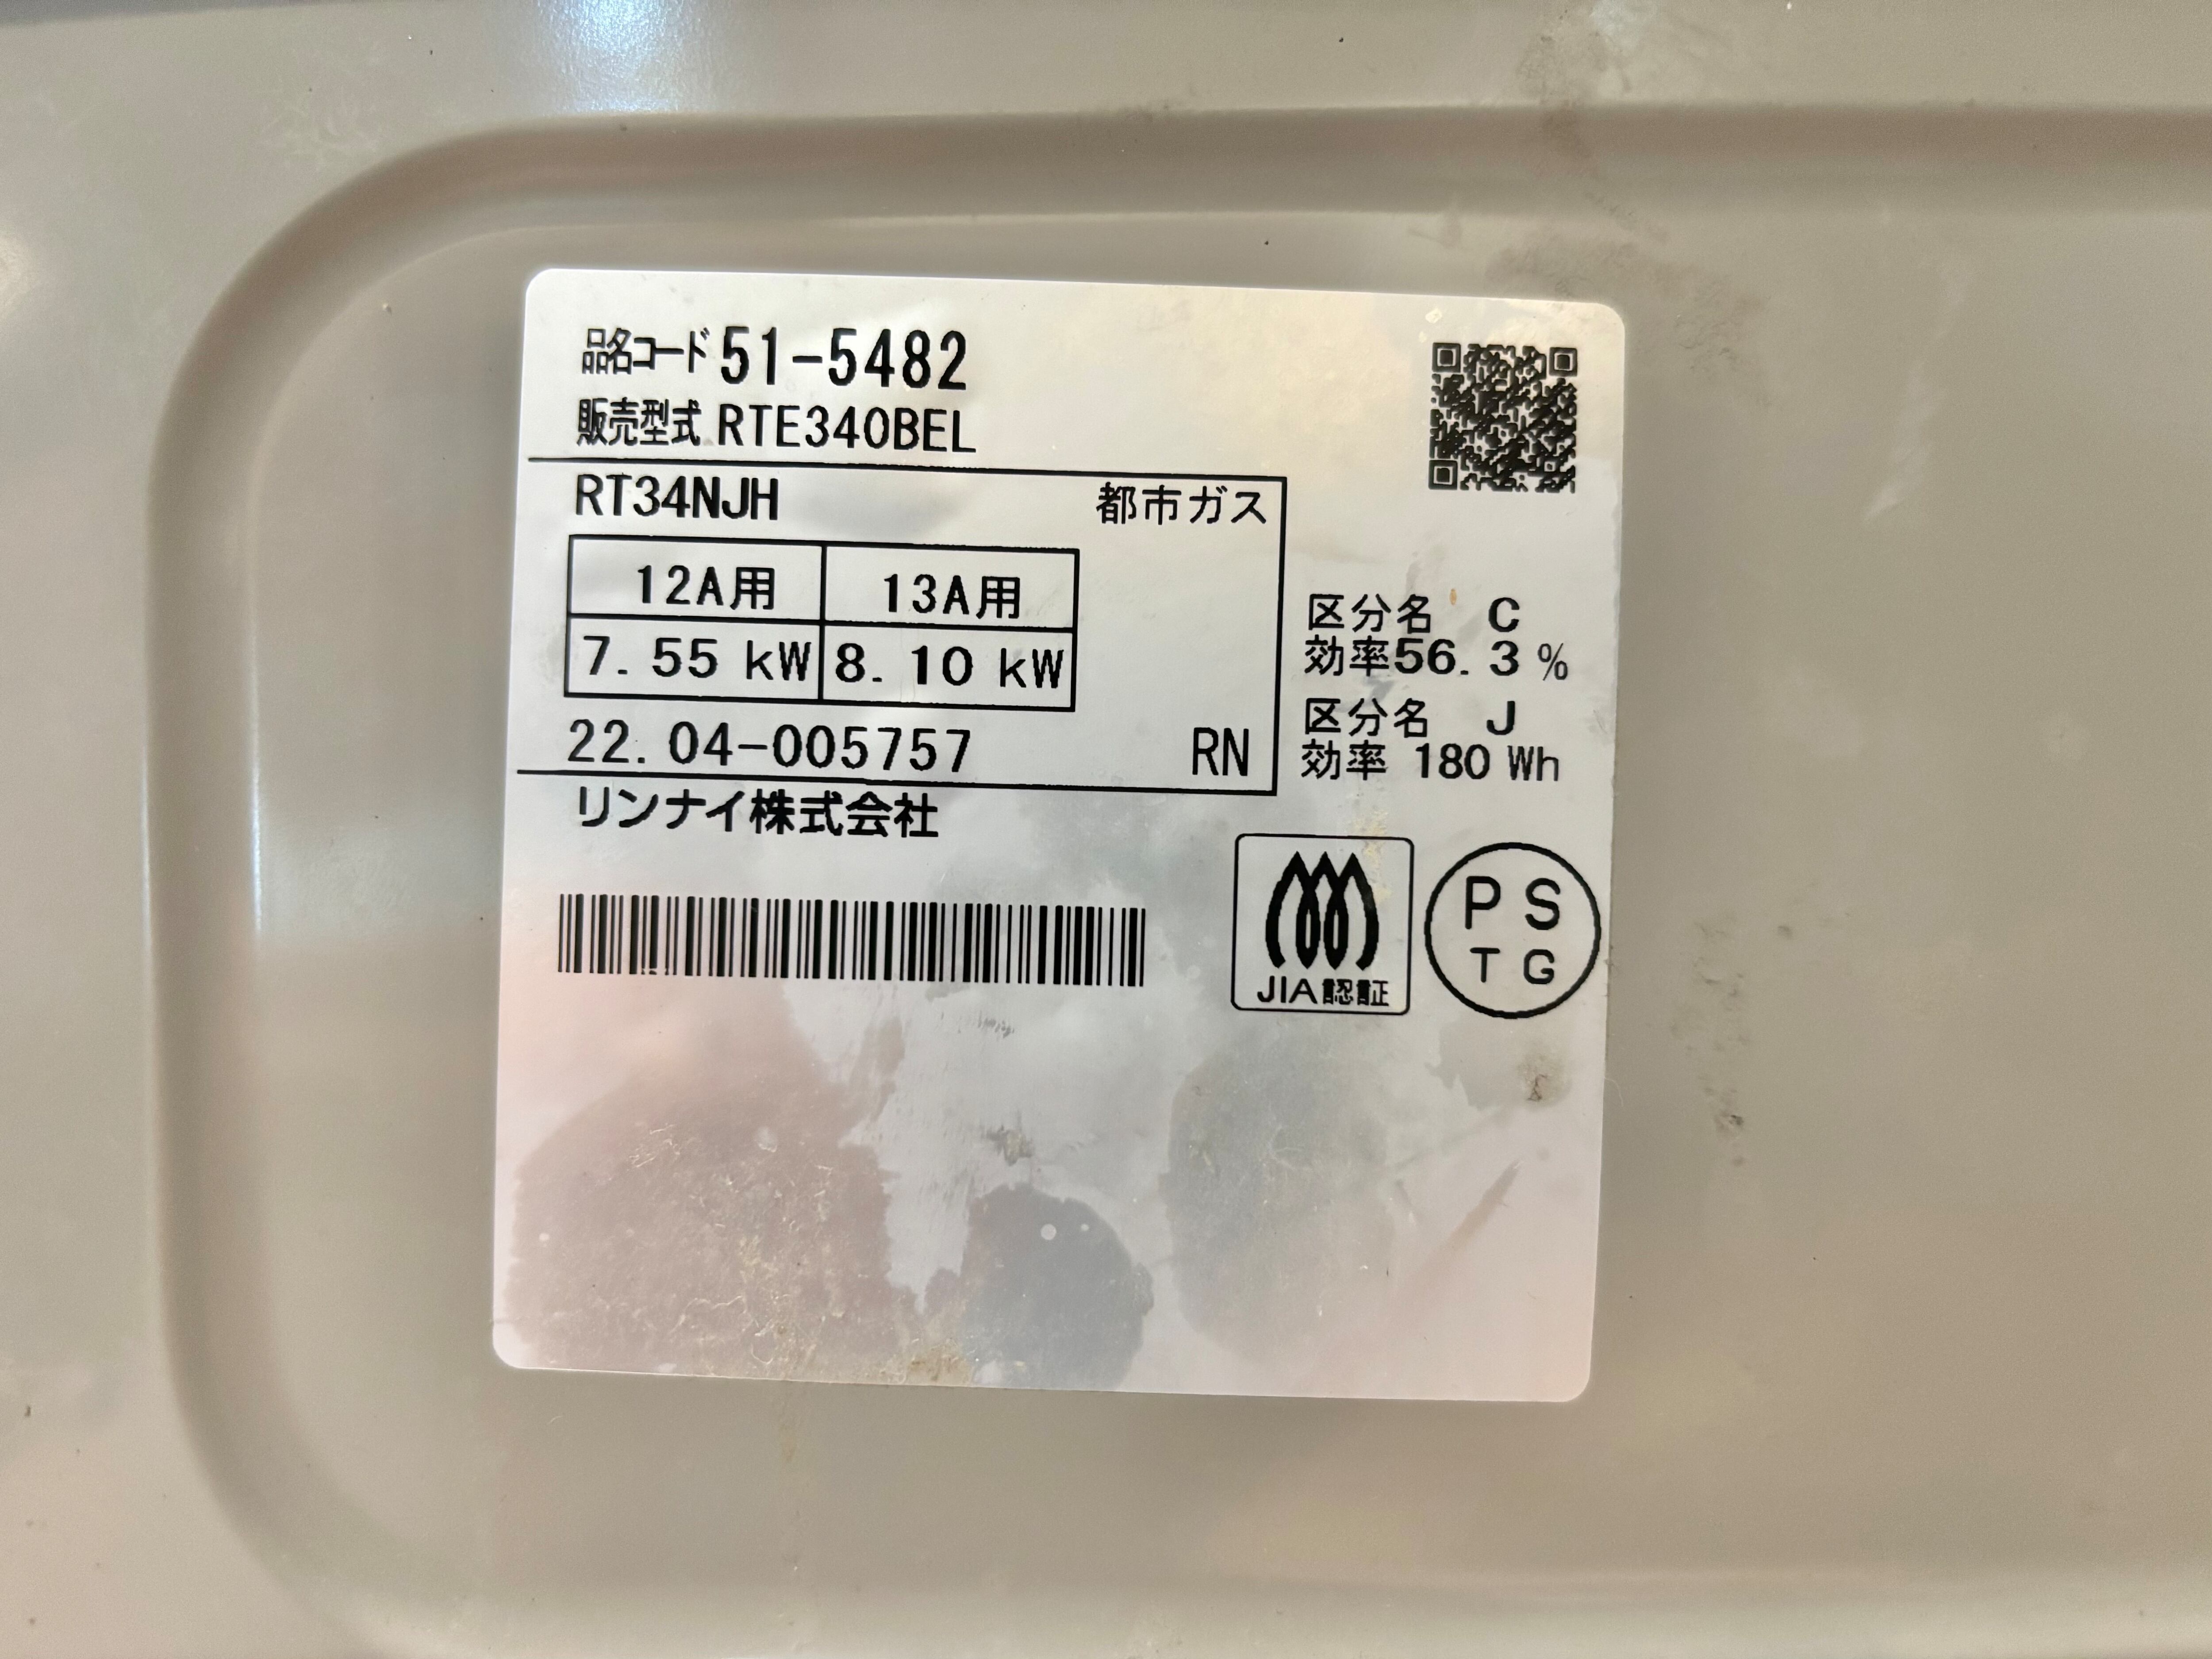 品名コード 51-5482
販売型式 RTE340BEL
RT34NJH 都市ガス
12A用 13A用
7.55 kW 8.10 kW
22.04-005757 RN
リンナイ株式会社
区分名 C
効率56.3 %
区分名 J
効率 180 Wh
JIA認証
PS
TG